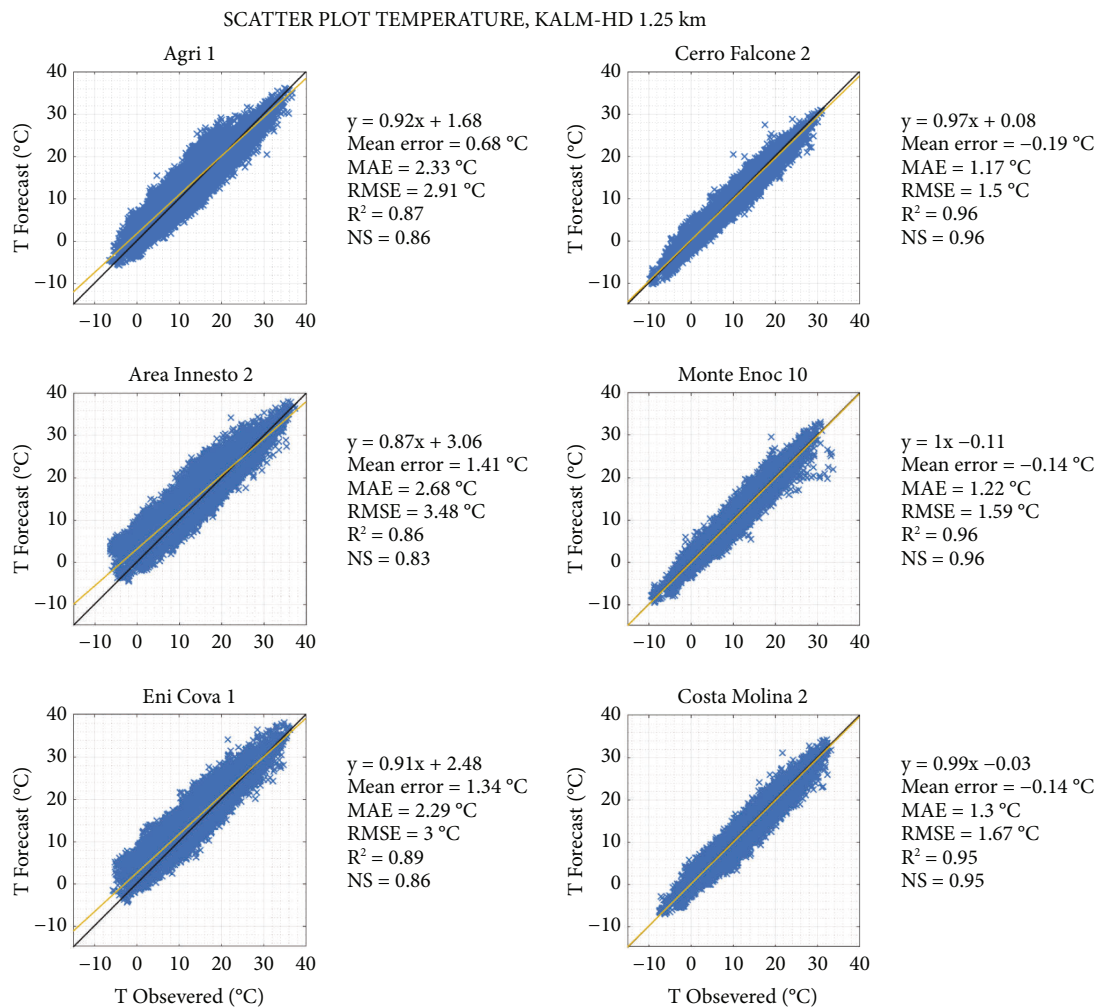 SCATTER PLOT TEMPERATURE, KALM-HD 1.25 km
Agri 1
40
30
20
10
0
−10
T Forecast (°C)
−10 0 10 20 30 40
y = 0.92x + 1.68
Mean error = 0.68 °C
MAE = 2.33 °C
RMSE = 2.91 °C
R² = 0.87
NS = 0.86
Cerro Falcone 2
40
30
20
10
0
−10
T Forecast (°C)
−10 0 10 20 30 40
y = 0.97x + 0.08
Mean error = −0.19 °C
MAE = 1.17 °C
RMSE = 1.5 °C
R² = 0.96
NS = 0.96
Area Innesto 2
40
30
20
10
0
−10
T Forecast (°C)
−10 0 10 20 30 40
y = 0.87x + 3.06
Mean error = 1.41 °C
MAE = 2.68 °C
RMSE = 3.48 °C
R² = 0.86
NS = 0.83
Monte Enoc 10
40
30
20
10
0
−10
T Forecast (°C)
−10 0 10 20 30 40
y = 1x −0.11
Mean error = −0.14 °C
MAE = 1.22 °C
RMSE = 1.59 °C
R² = 0.96
NS = 0.96
Eni Cova 1
40
30
20
10
0
−10
T Forecast (°C)
−10 0 10 20 30 40
T Obsevered (°C)
y = 0.91x + 2.48
Mean error = 1.34 °C
MAE = 2.29 °C
RMSE = 3 °C
R² = 0.89
NS = 0.86
Costa Molina 2
40
30
20
10
0
−10
T Forecast (°C)
−10 0 10 20 30 40
T Obsevered (°C)
y = 0.99x −0.03
Mean error = −0.14 °C
MAE = 1.3 °C
RMSE = 1.67 °C
R² = 0.95
NS = 0.95